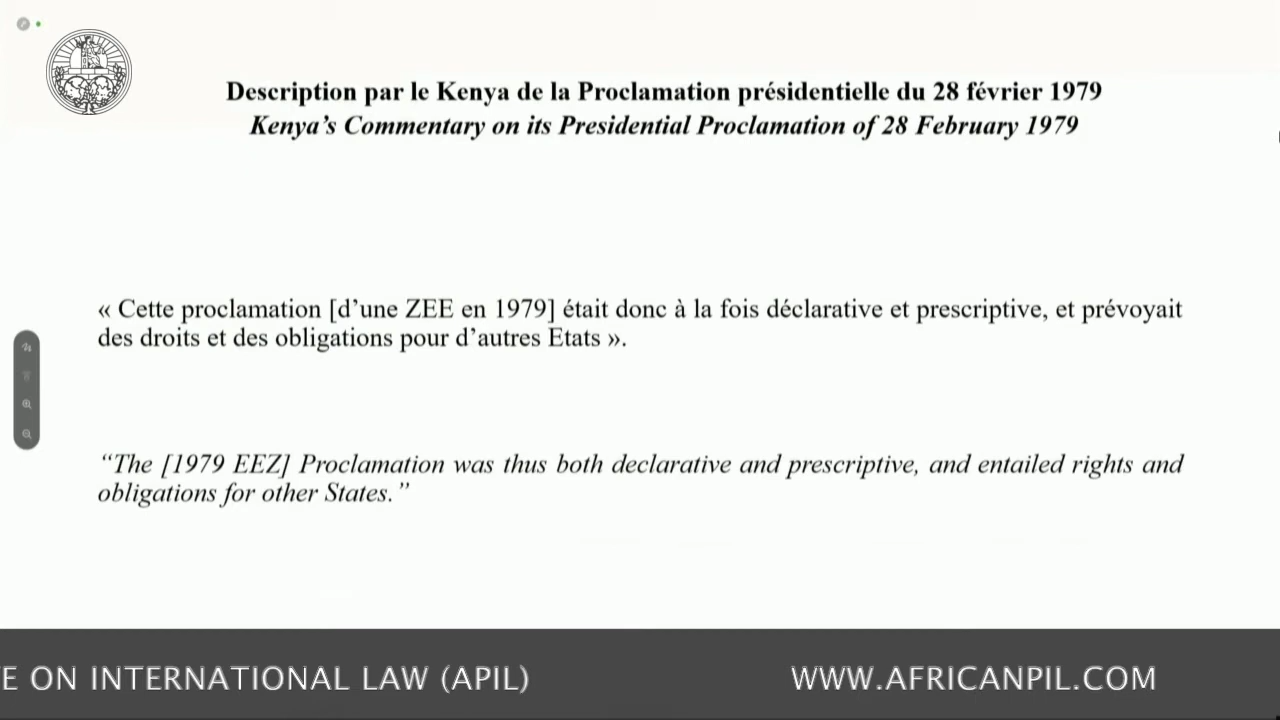 Description par le Kenya de la Proclamation présidentielle du 28 février 1979
Kenya's Commentary on its Presidential Proclamation of 28 February 1979
« Cette proclamation [d'une ZEE en 1979] était donc à la fois déclarative et prescriptive, et prévoyait
des droits et des obligations pour d'autres Etats ».
“The [1979 EEZ] Proclamation was thus both declarative and prescriptive, and entailed rights and
obligations for other States.”
E ON INTERNATIONAL LAW (APIL)
WWW.AFRICANPIL.COM